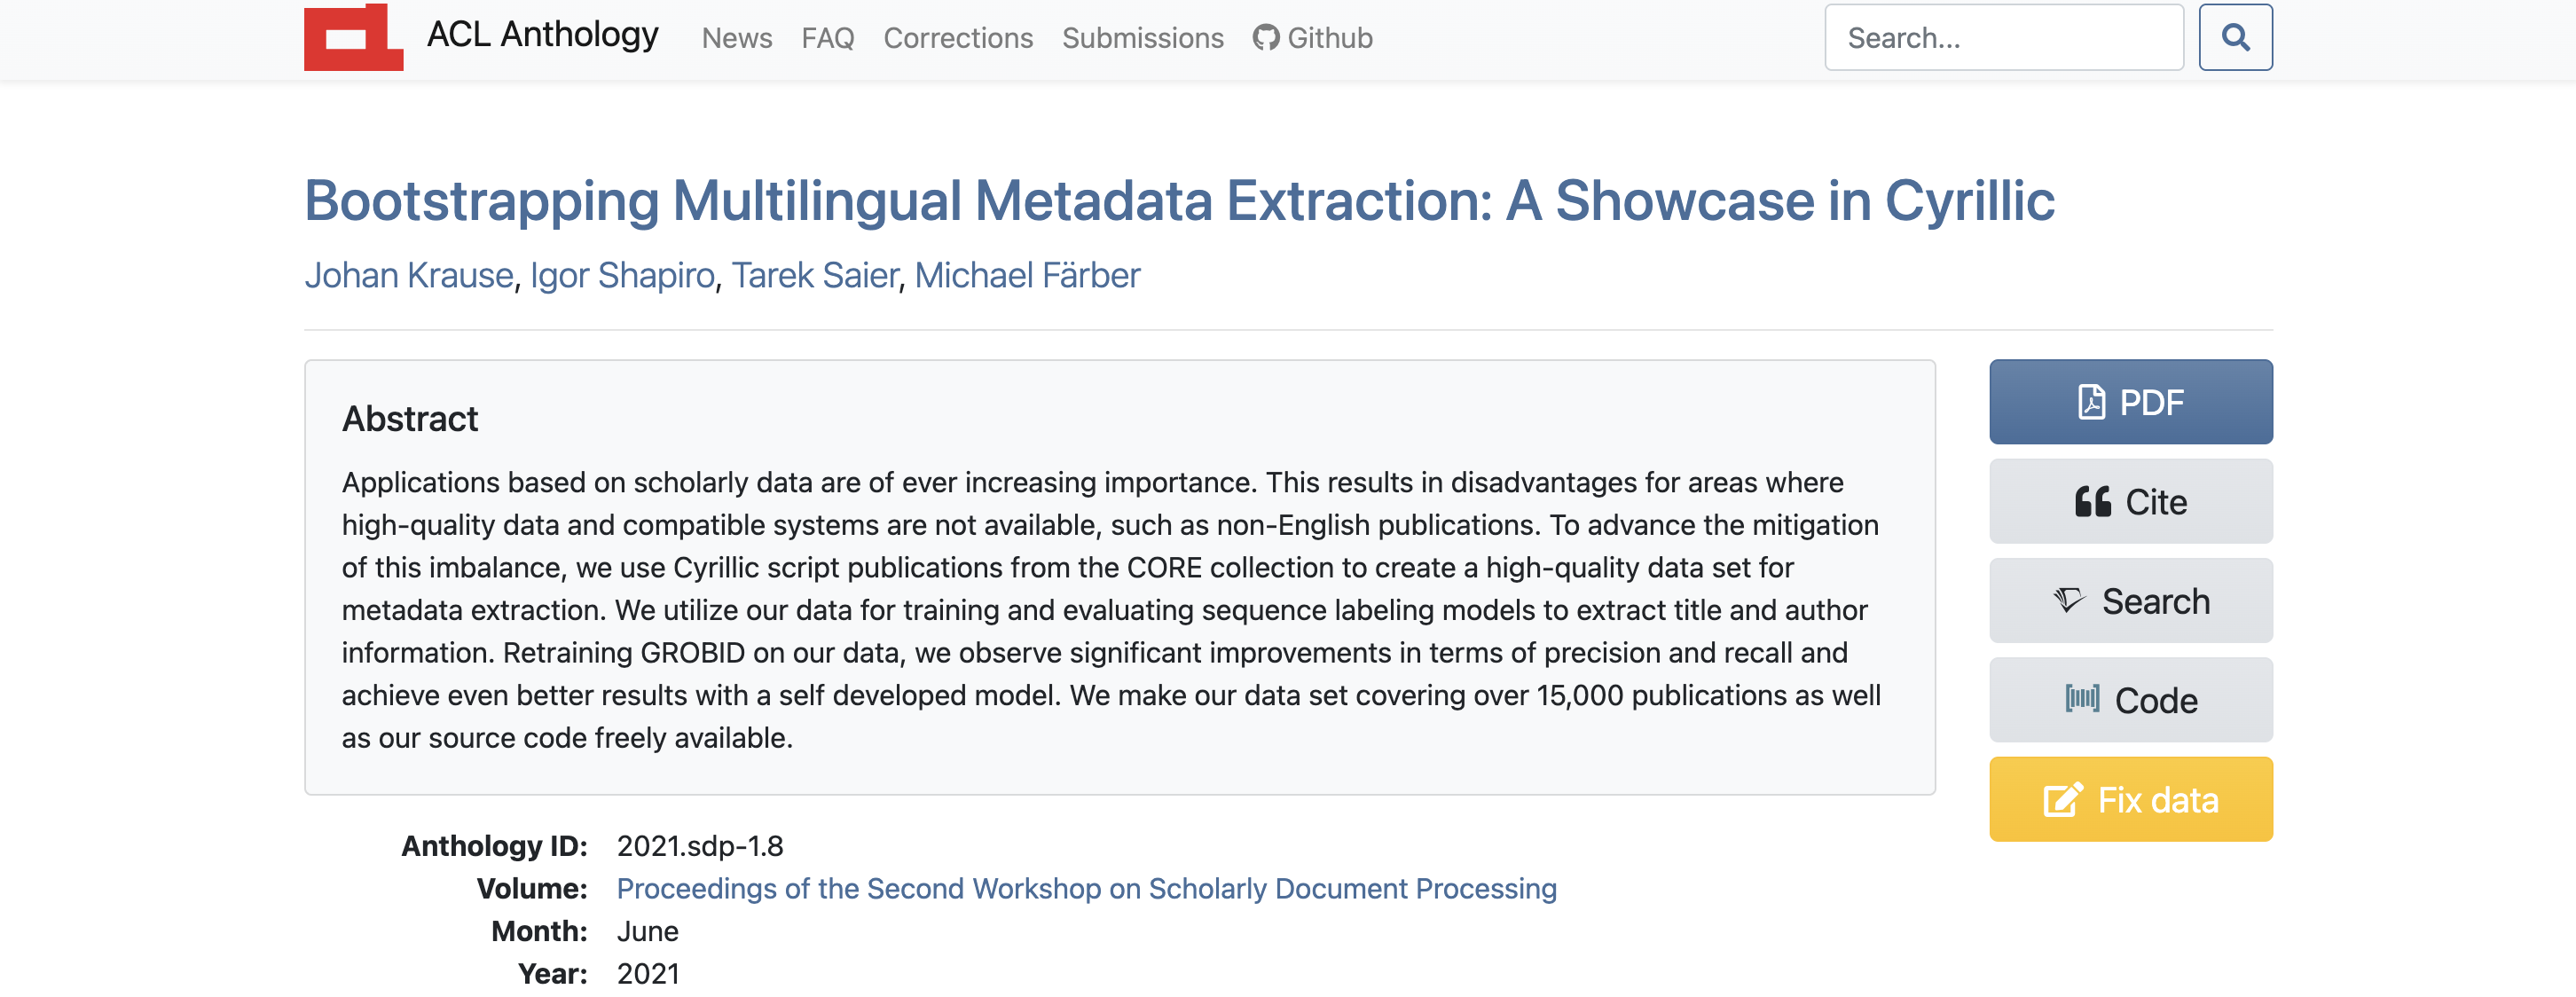 ACL Anthology News FAQ Corrections Submissions Github Search...
Bootstrapping Multilingual Metadata Extraction: A Showcase in Cyrillic
Johan Krause, Igor Shapiro, Tarek Saier, Michael Färber
Abstract
Applications based on scholarly data are of ever increasing importance. This results in disadvantages for areas where
high-quality data and compatible systems are not available, such as non-English publications. To advance the mitigation
of this imbalance, we use Cyrillic script publications from the CORE collection to create a high-quality data set for
metadata extraction. We utilize our data for training and evaluating sequence labeling models to extract title and author
information. Retraining GROBID on our data, we observe significant improvements in terms of precision and recall and
achieve even better results with a self developed model. We make our data set covering over 15,000 publications as well
as our source code freely available.
PDF
Cite
Search
Code
Fix data
Anthology ID: 2021.sdp-1.8
Volume: Proceedings of the Second Workshop on Scholarly Document Processing
Month: June
Year: 2021